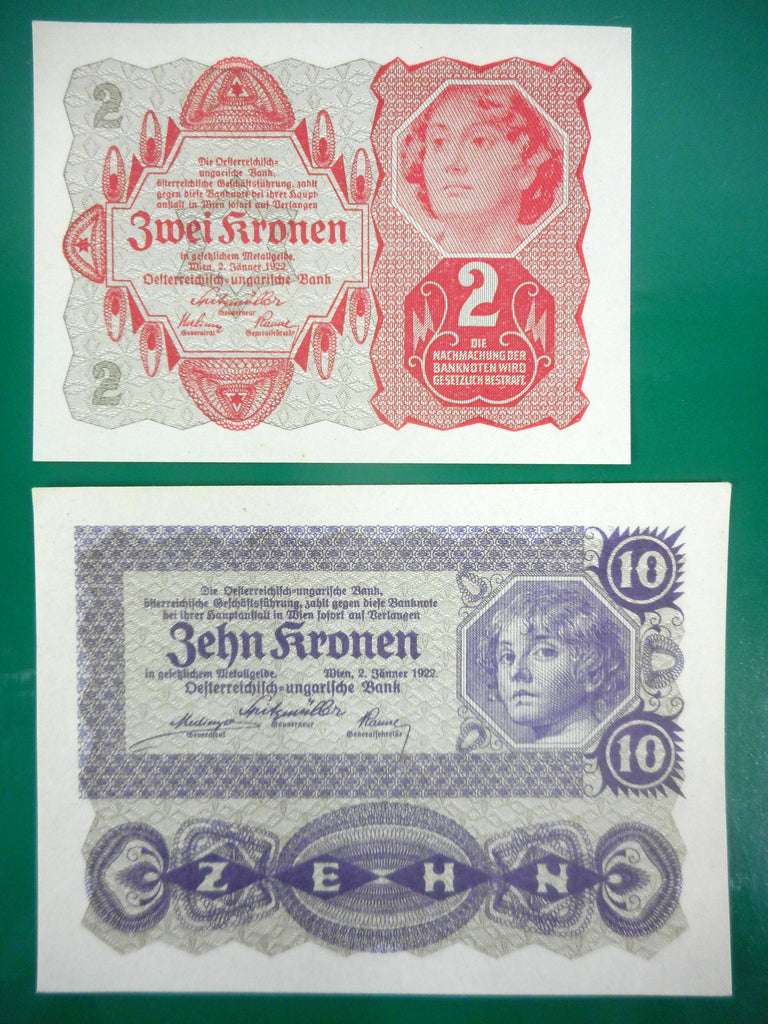 2
Die Oesterreichisch-
ungarische Bank,
österreichische Geschäftsführung, zahlt
gegen diese Banknote bei ihrer Haupt-
anstalt in Wien sofort auf Verlangen
Zwei Kronen
in gesetzlichem Metallgelde.
Wien, 2. Jänner 1922
Oesterreichisch-ungarische Bank
Spitzmüller
Gouverneur
Generalrat
Generalsekretär
2
2
DIE
NACHMACHUNG DER
BANKNOTEN WIRD
GESETZLICH BESTRAFT.
10
Die Oesterreichisch-ungarische Bank,
österreichische Geschäftsführung, zahlt gegen diese Banknote
bei ihrer Hauptanstalt in Wien sofort auf Verlangen
Zehn Kronen
in gesetzlichem Metallgelde. Wien, 2. Jänner 1922.
Oesterreichisch-ungarische Bank
Spitzmüller
Gouverneur
Generalrat Generalsekretär
10
ZEHN